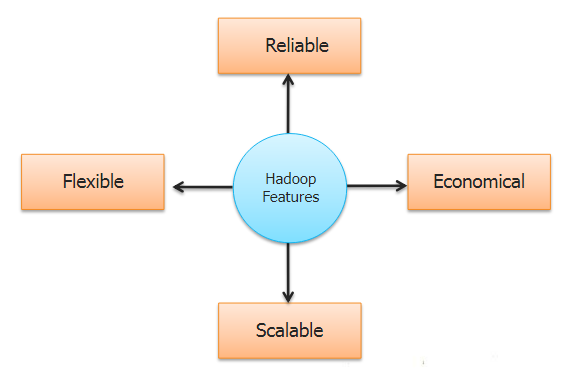 Reliable
Flexible
Hadoop
Features
Economical
Scalable